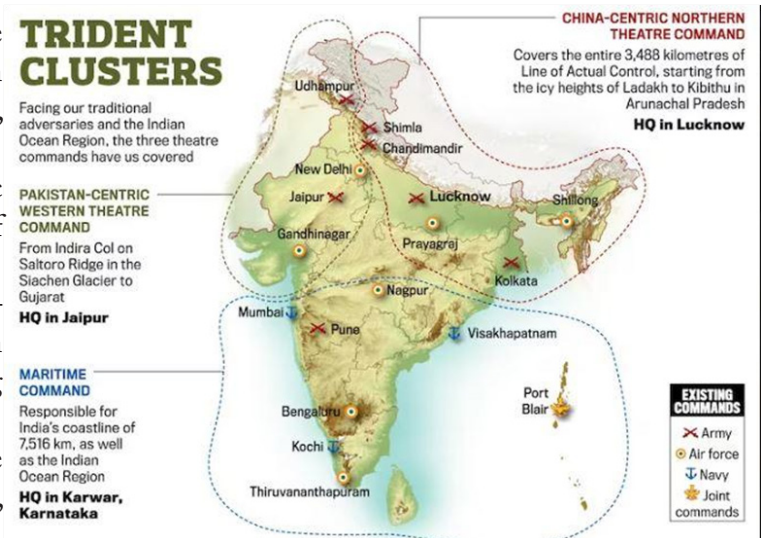 TRIDENT
CLUSTERS
Facing our traditional
adversaries and the Indian
Ocean Region, the three theatre
commands have us covered
PAKISTAN-CENTRIC
WESTERN THEATRE
COMMAND
From Indira Col on
Saltoro Ridge in the
Siachen Glacier to
Gujarat
HQ in Jaipur
MARITIME
COMMAND
Responsible for
India's coastline of
7,516 km, as well
as the Indian
Ocean Region
HQ in Karwar,
Karnataka
CHINA-CENTRIC NORTHERN
THEATRE COMMAND
Covers the entire 3,488 kilometres of
Line of Actual Control, starting from
the icy heights of Ladakh to Kibithu in
Arunachal Pradesh
HQ in Lucknow
Udhampur
Shimla
Chandimandir
New Delhi
Jaipur
Lucknow
Shillong
Gandhinagar
Prayagraj
Kolkata
Nagpur
Mumbai
Pune
Visakhapatnam
Port
Blair
Bengaluru
Kochi
Thiruvananthapuram
EXISTING
COMMANDS
Army
Air force
Navy
Joint
commands